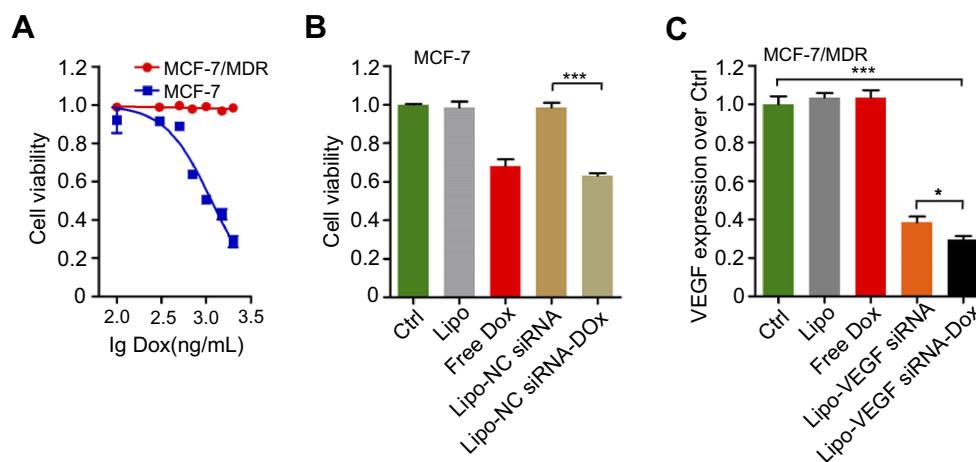 A
MCF-7/MDR
MCF-7
1.2
1.0
0.8
0.6
0.4
0.2
0
Cell viability
2.0 2.5 3.0 3.5
lg Dox(ng/mL)
B
MCF-7
1.2
1.0
0.8
0.6
0.4
0.2
0
Cell viability
***
Ctrl
Lipo
Free Dox
Lipo-NC siRNA
Lipo-NC siRNA-DOx
C
MCF-7/MDR
1.2
1.0
0.8
0.6
0.4
0.2
0
VEGF expression over Ctrl
***
*
Ctrl
Lipo
Free Dox
Lipo-VEGF siRNA
Lipo-VEGF siRNA-Dox